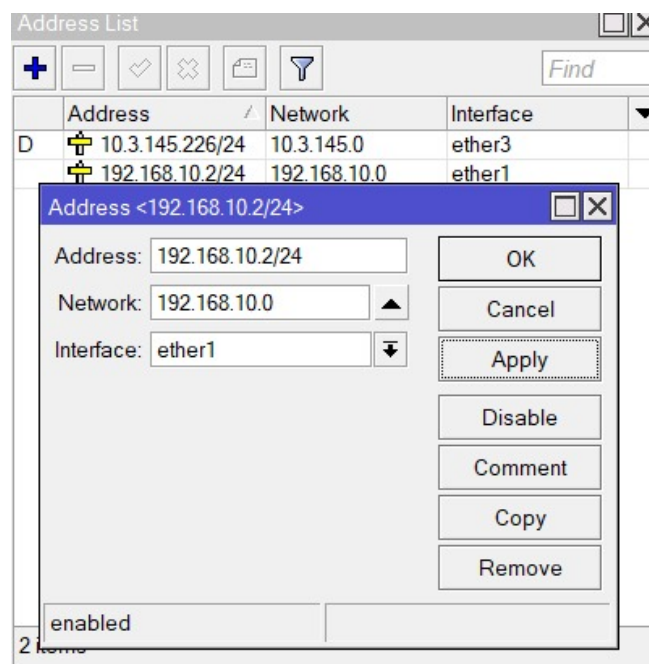 Address List
Find
Address Network Interface
D 10.3.145.226/24 10.3.145.0 ether3
192.168.10.2/24 192.168.10.0 ether1
Address <192.168.10.2/24>
Address: 192.168.10.2/24 OK
Network: 192.168.10.0 Cancel
Interface: ether1 Apply
Disable
Comment
Copy
Remove
enabled
2